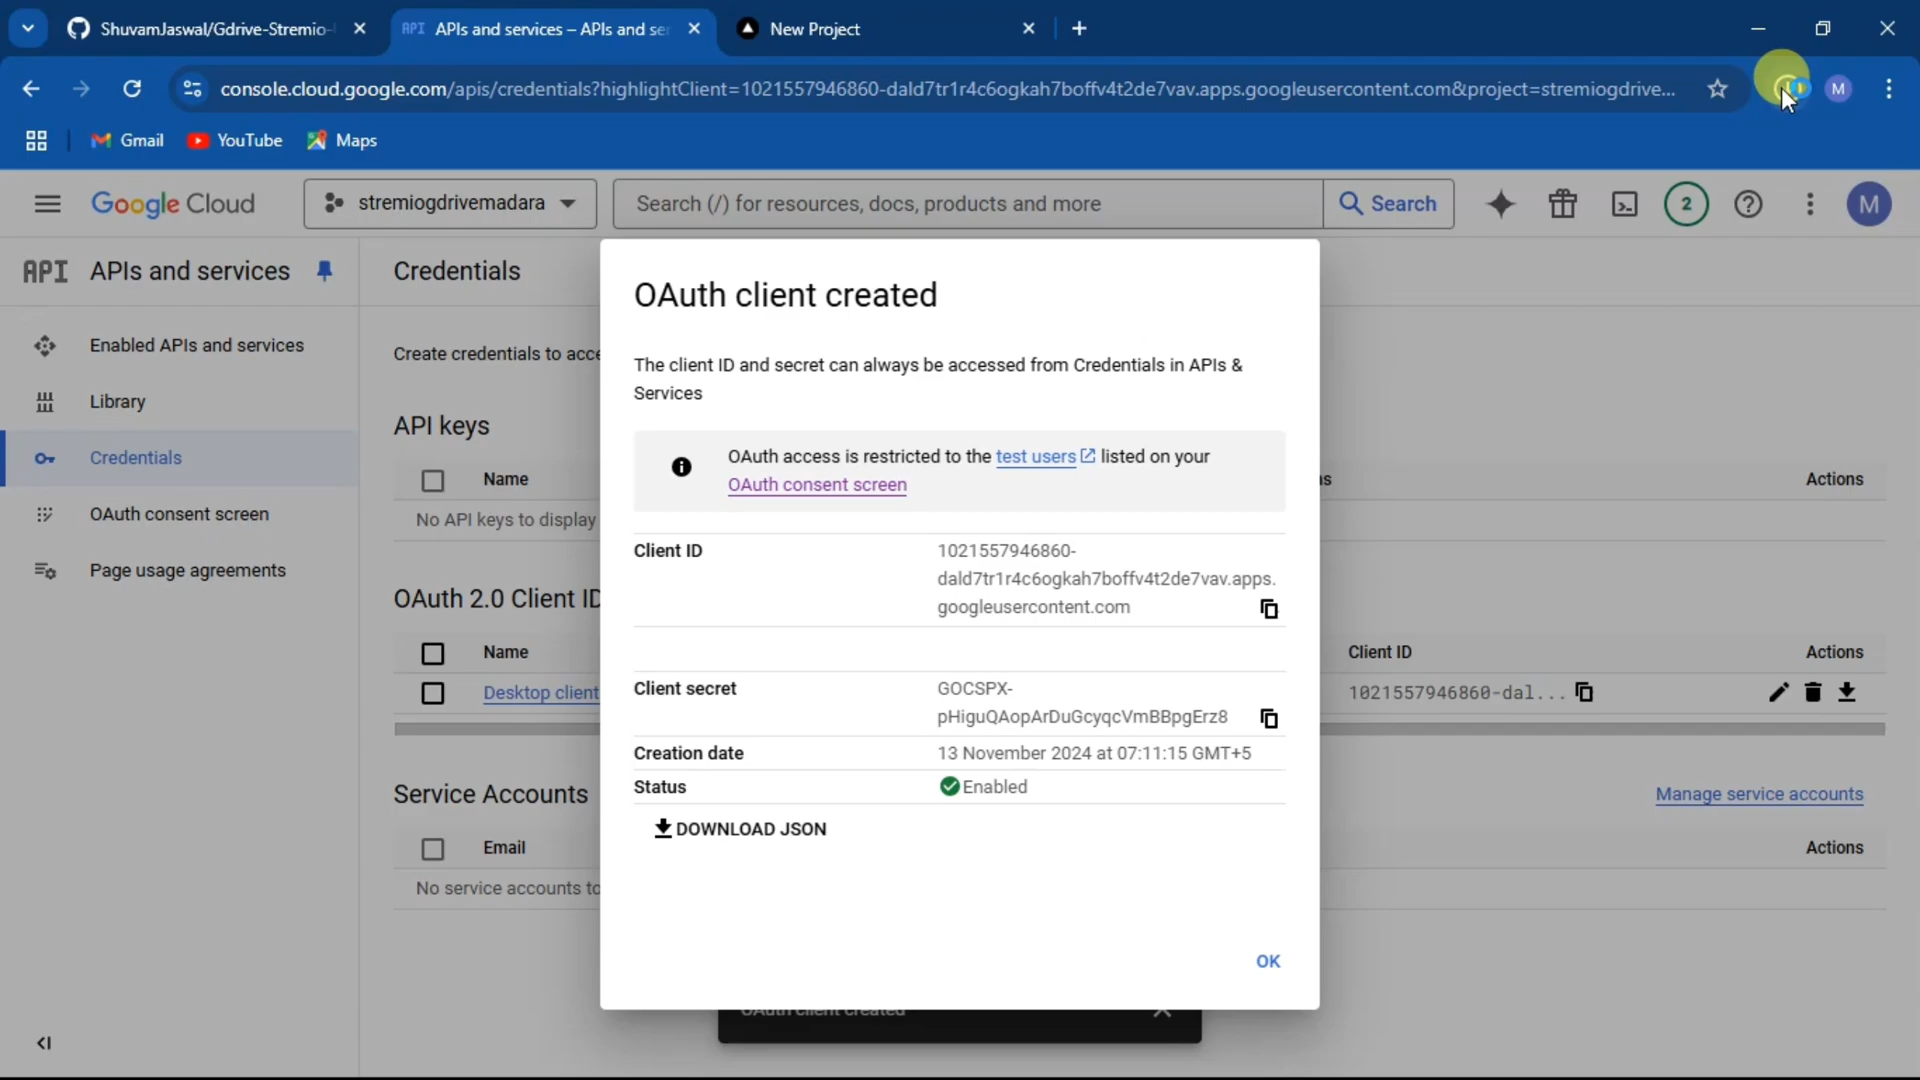 ShuvamJaswal/Gdrive-Stremio-
API APIs and services – APIs and se
New Project
console.cloud.google.com/apis/credentials?highlightClient=1021557946860-dald7tr1r4c6ogkah7boffv4t2de7vav.apps.googleusercontent.com&project=stremiogdrive...
M
Gmail
YouTube
Maps
Google Cloud
stremiogdrivemadara
Search (/) for resources, docs, products and more
Search
2
M
API APIs and services
Credentials
Enabled APIs and services
Library
Credentials
OAuth consent screen
Page usage agreements
Create credentials to acce
API keys
Name
s
Actions
No API keys to display
OAuth 2.0 Client ID
Name
Client ID
Actions
Desktop client
1021557946860-dal...
Service Accounts
Manage service accounts
Email
Actions
No service accounts to
OAuth client created
The client ID and secret can always be accessed from Credentials in APIs &
Services
OAuth access is restricted to the test users listed on your
OAuth consent screen
Client ID
1021557946860-
dald7tr1r4c6ogkah7boffv4t2de7vav.apps.
googleusercontent.com
Client secret
GOCSPX-
pHiguQAopArDuGcyqcVmBBpgErz8
Creation date
13 November 2024 at 07:11:15 GMT+5
Status
Enabled
DOWNLOAD JSON
OK
OAuth client created